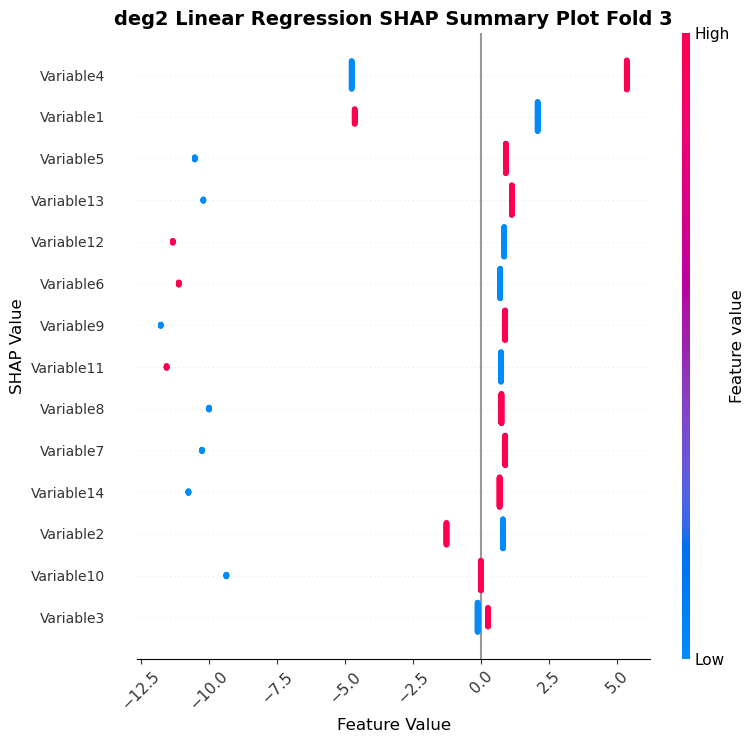 deg2 Linear Regression SHAP Summary Plot Fold 3
High
Variable4
Variable1
Variable5
Variable13
Variable12
Variable6
Variable9
Variable11
Variable8
Variable7
Variable14
Variable2
Variable10
Variable3
SHAP Value
Feature value
Low
−12.5 −10.0 −7.5 −5.0 −2.5 0.0 2.5 5.0
Feature Value